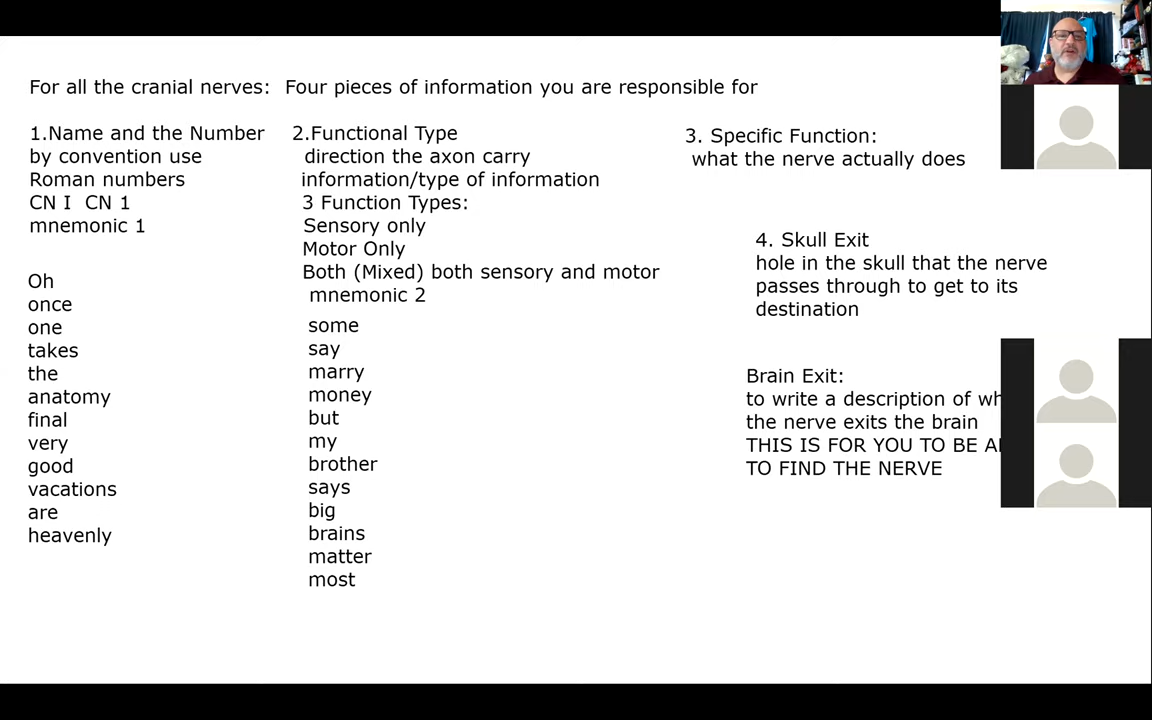 For all the cranial nerves:  Four pieces of information you are responsible for
1.Name and the Number
by convention use
Roman numbers
CN I  CN 1
mnemonic 1
Oh
once
one
takes
the
anatomy
final
very
good
vacations
are
heavenly
2.Functional Type
direction the axon carry
information/type of information
3 Function Types:
Sensory only
Motor Only
Both (Mixed) both sensory and motor
mnemonic 2
some
say
marry
money
but
my
brother
says
big
brains
matter
most
3. Specific Function:
what the nerve actually does
4. Skull Exit
hole in the skull that the nerve
passes through to get to its
destination
Brain Exit:
to write a description of
the nerve exits the brain
THIS IS FOR YOU TO BE
TO FIND THE NERVE